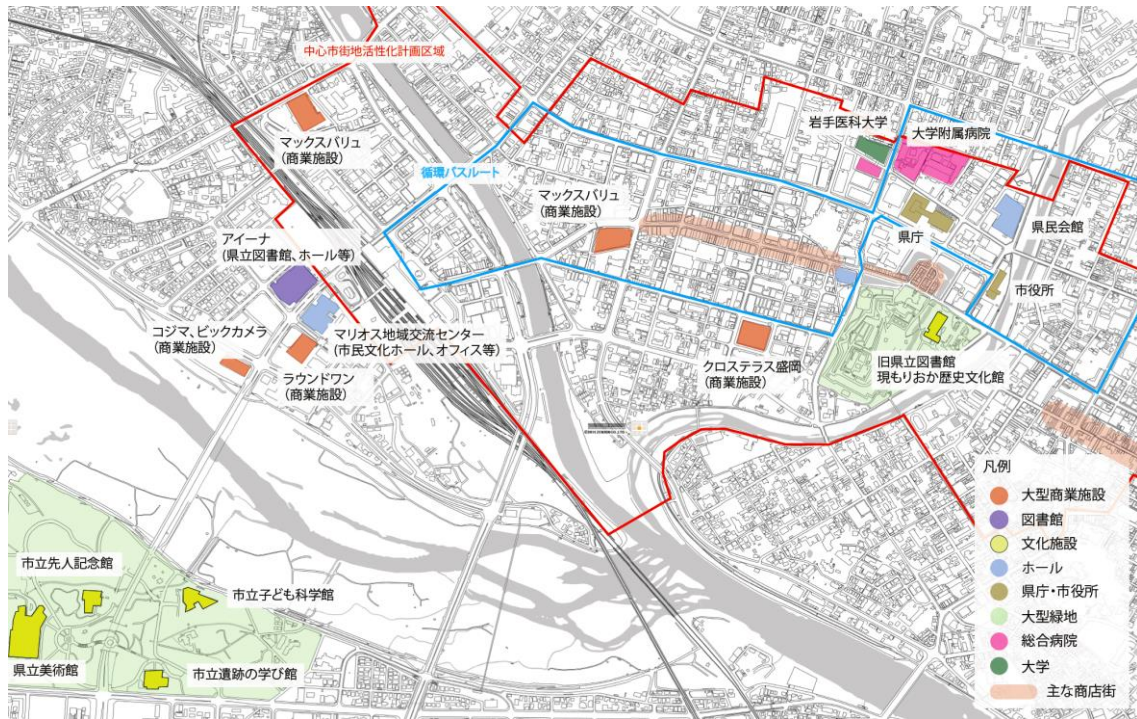 中心市街地活性化計画区域
マックスバリュ
(商業施設)
循環バスルート
岩手医科大学
大学附属病院
マックスバリュ
(商業施設)
県庁
県民会館
市役所
アイーナ
(県立図書館、ホール等)
コジマ、ビックカメラ
(商業施設)
マリオス地域交流センター
(市民文化ホール、オフィス等)
ラウンドワン
(商業施設)
クロステラス盛岡
(商業施設)
旧県立図書館
現もりおか歴史文化館
市立先人記念館
市立子ども科学館
県立美術館
市立遺跡の学び館
凡例
大型商業施設
図書館
文化施設
ホール
県庁・市役所
大型緑地
総合病院
大学
主な商店街